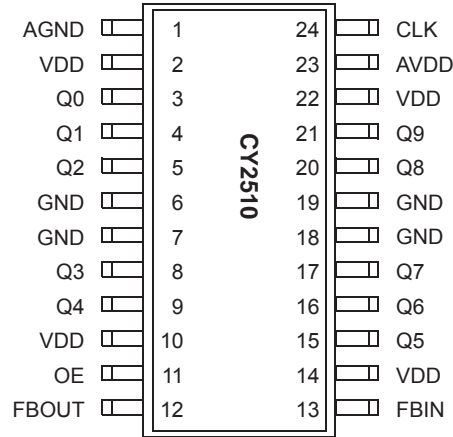 AGND 1 24 CLK
VDD 2 23 AVDD
Q0 3 22 VDD
Q1 4 21 Q9
Q2 5 20 Q8
GND 6 19 GND
GND 7 18 GND
Q3 8 17 Q7
Q4 9 16 Q6
VDD 10 15 Q5
OE 11 14 VDD
FBOUT 12 13 FBIN
CY2510